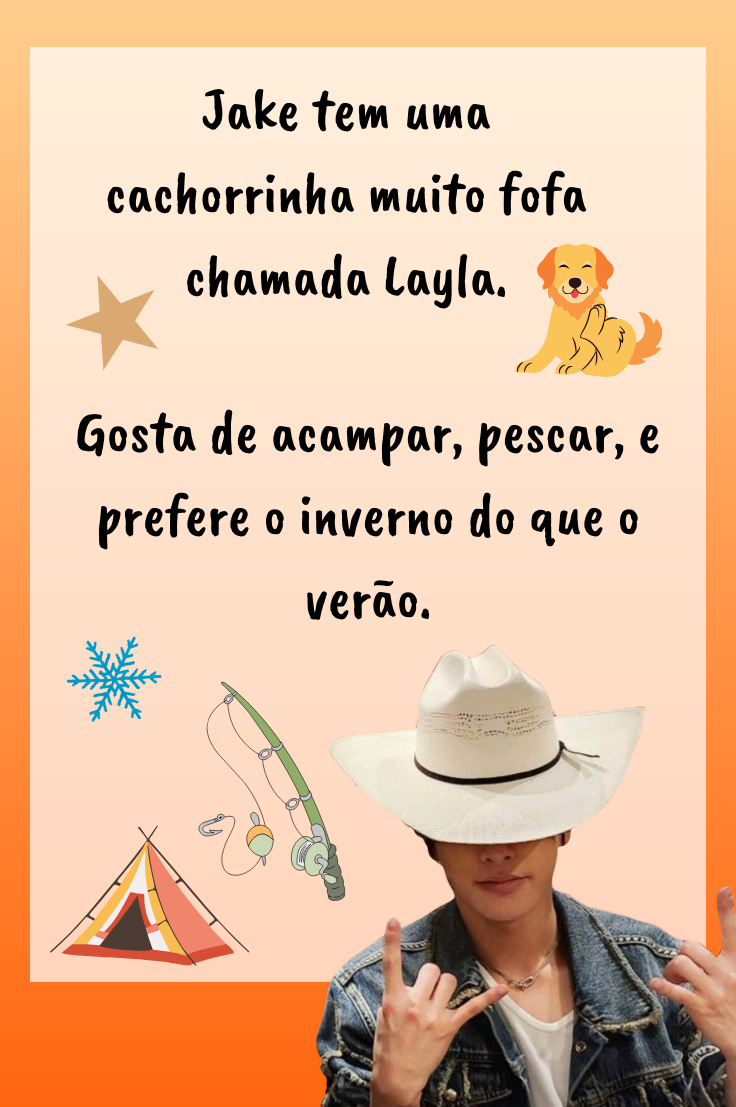 Jake tem uma
cachorrinha muito fofa
chamada Layla.
Gosta de acampar, pescar, e
prefere o inverno do que o
verão.